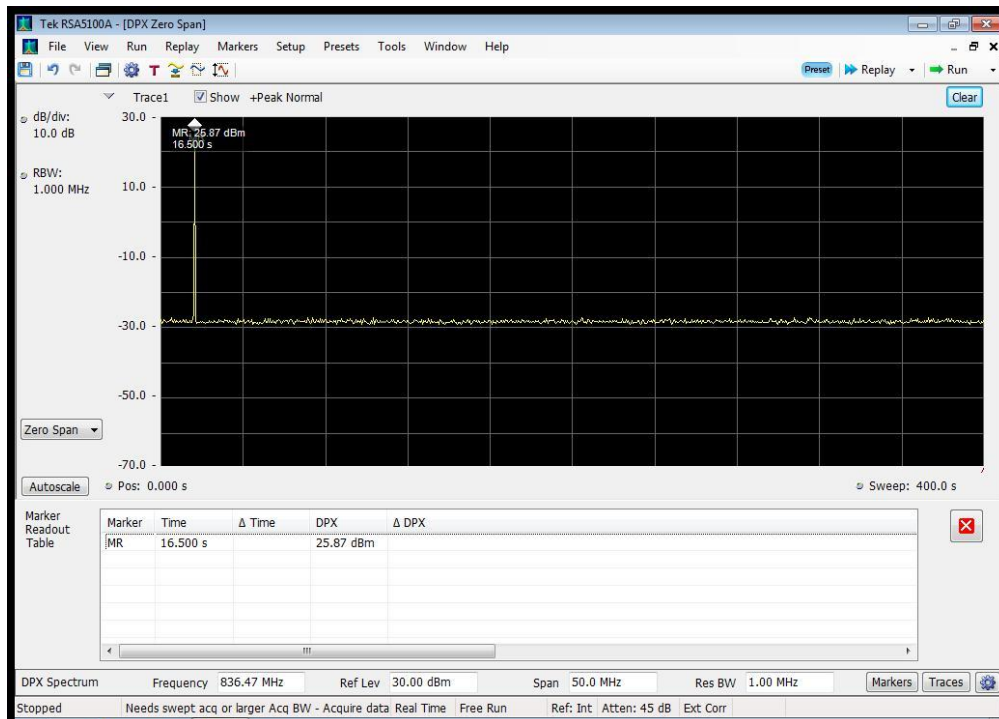 Tek RSA5100A - [DPX Zero Span]
File View Run Replay Markers Setup Presets Tools Window Help
T Preset Replay Run
Trace1 Show +Peak Normal Clear
dB/div:
10.0 dB
RBW:
1.000 MHz
30.0
MR: 25.87 dBm
16.500 s
10.0
-10.0
-30.0
-50.0
Zero Span
-70.0
Autoscale Pos: 0.000 s Sweep: 400.0 s
Marker Readout Table
Marker Time Δ Time DPX Δ DPX
MR 16.500 s 25.87 dBm
DPX Spectrum Frequency 836.47 MHz Ref Lev 30.00 dBm Span 50.0 MHz Res BW 1.00 MHz Markers Traces
Stopped Needs swept acq or larger Acq BW - Acquire data Real Time Free Run Ref: Int Atten: 45 dB Ext Corr